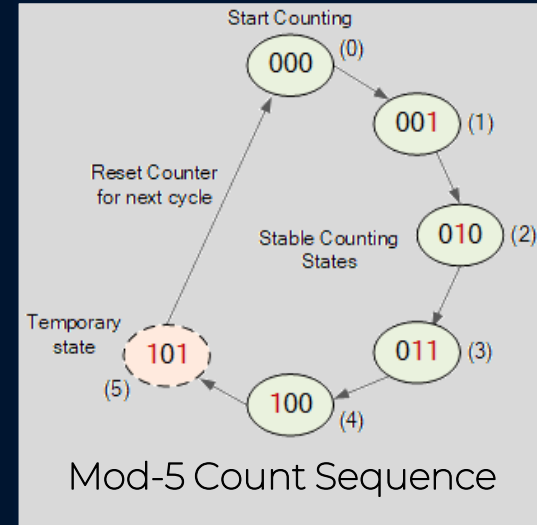 Start Counting
000 (0)
001 (1)
Reset Counter
for next cycle
010 (2)
Stable Counting
States
Temporary
state
101
(5)
011 (3)
100
(4)
Mod-5 Count Sequence